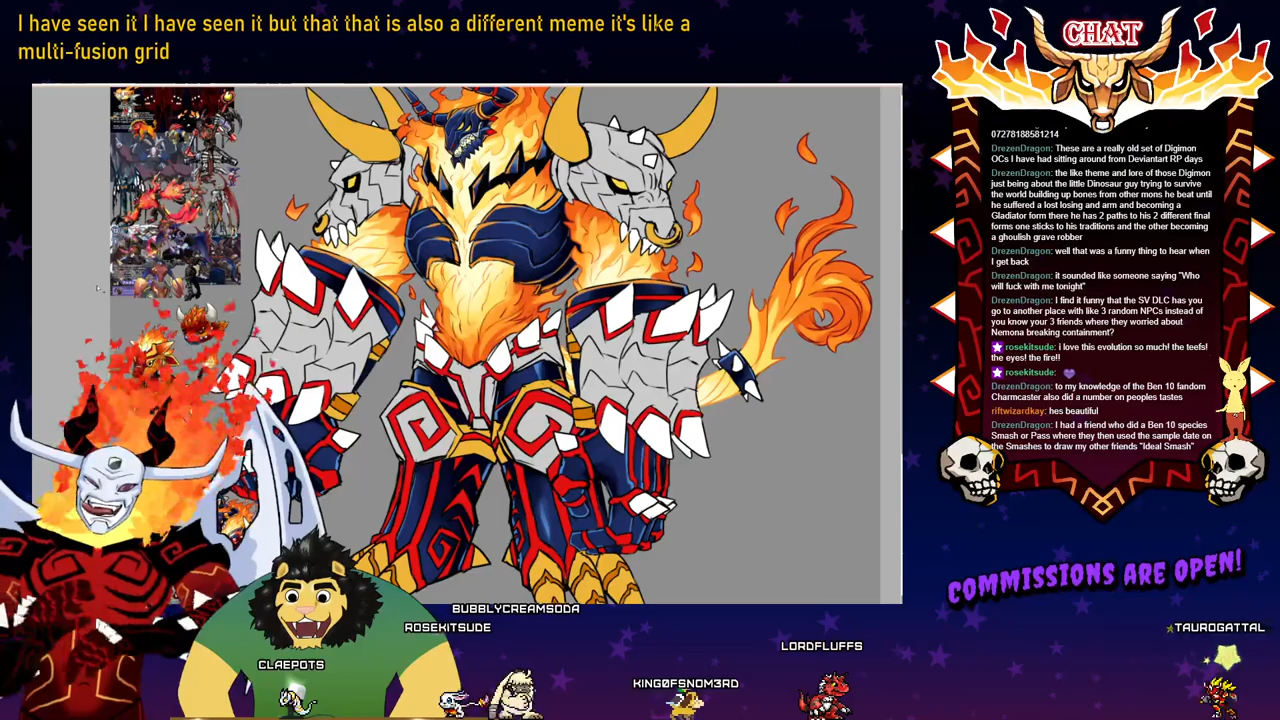 I have seen it I have seen it but that that is also a different meme it's like a
multi-fusion grid
CHAT
07278188581214
DrezenDragon: These are a really old set of Digimon
OCs I have had sitting around from Deviantart RP days
DrezenDragon: the like theme and lore of those Digimon
just being about the little Dinosaur guy trying to survive
the world building up bones from other mons he beat until
he suffered a lost losing and arm and becoming a
Gladiator form there he has 2 paths to his 2 different final
forms one sticks to his traditions and the other becoming
a ghoulish grave robber
DrezenDragon: well that was a funny thing to hear when
I get back
DrezenDragon: it sounded like someone saying "Who
will fuck with me tonight"
DrezenDragon: I find it funny that the SV DLC has you
go to another place with like 3 random NPCs instead of
you know your 3 friends where they worried about
Nemona breaking containment?
rosekitsude: i love this evolution so much! the teefs!
the eyes! the fire!!
rosekitsude:
DrezenDragon: to my knowledge of the Ben 10 fandom
Charmcaster also did a number on peoples tastes
riftwizardkay: hes beautiful
DrezenDragon: I had a friend who did a Ben 10 species
Smash or Pass where they then used the sample date on
the Smashes to draw my other friends "Ideal Smash"
COMMISSIONS ARE OPEN!
BUBBLYCREAMSODA
ROSEKITSUDE
TAUROGATTAL
LORDFLUFFS
CLAEPOTS
KING0FSNOM3RD